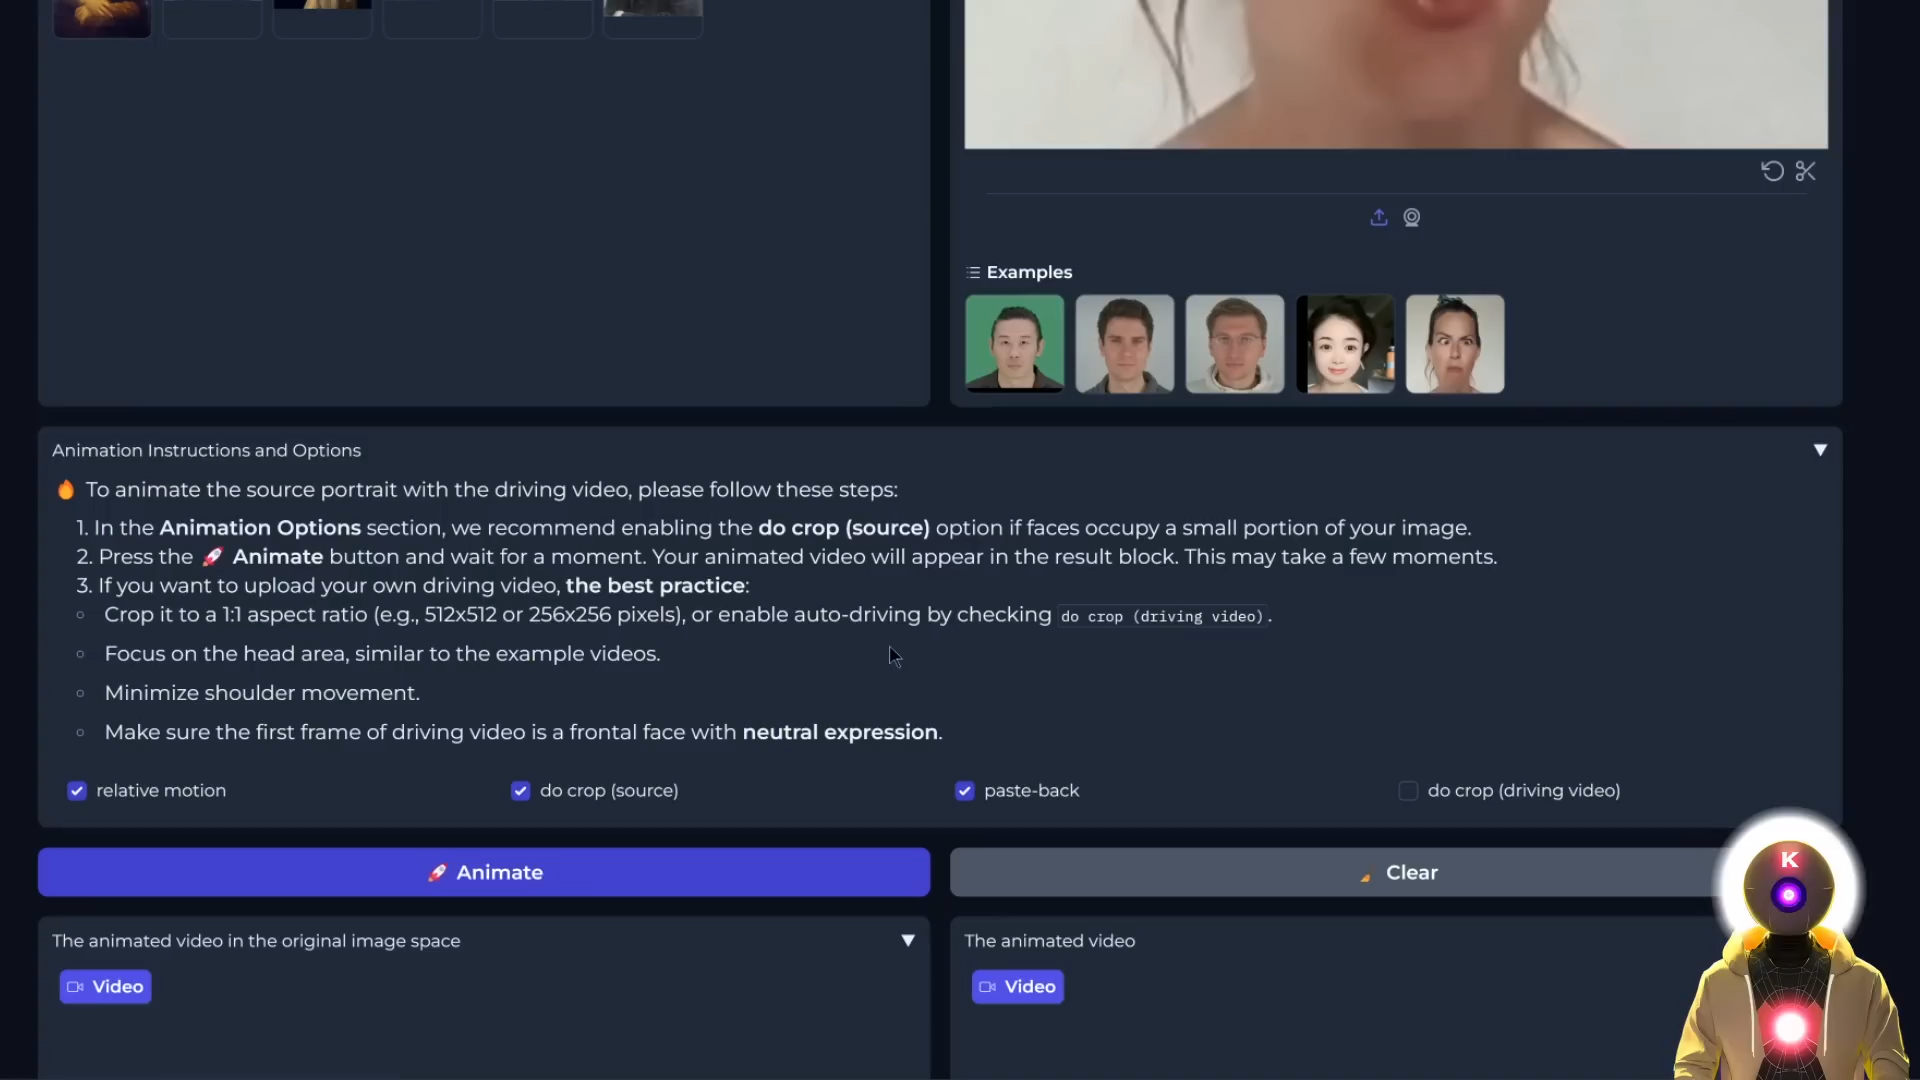 Examples
Animation Instructions and Options
To animate the source portrait with the driving video, please follow these steps:
1. In the Animation Options section, we recommend enabling the do crop (source) option if faces occupy a small portion of your image.
2. Press the 🚀 Animate button and wait for a moment. Your animated video will appear in the result block. This may take a few moments.
3. If you want to upload your own driving video, the best practice:
Crop it to a 1:1 aspect ratio (e.g., 512x512 or 256x256 pixels), or enable auto-driving by checking do crop (driving video).
Focus on the head area, similar to the example videos.
Minimize shoulder movement.
Make sure the first frame of driving video is a frontal face with neutral expression.
relative motion
do crop (source)
paste-back
do crop (driving video)
Animate
Clear
K
The animated video in the original image space
The animated video
Video
Video